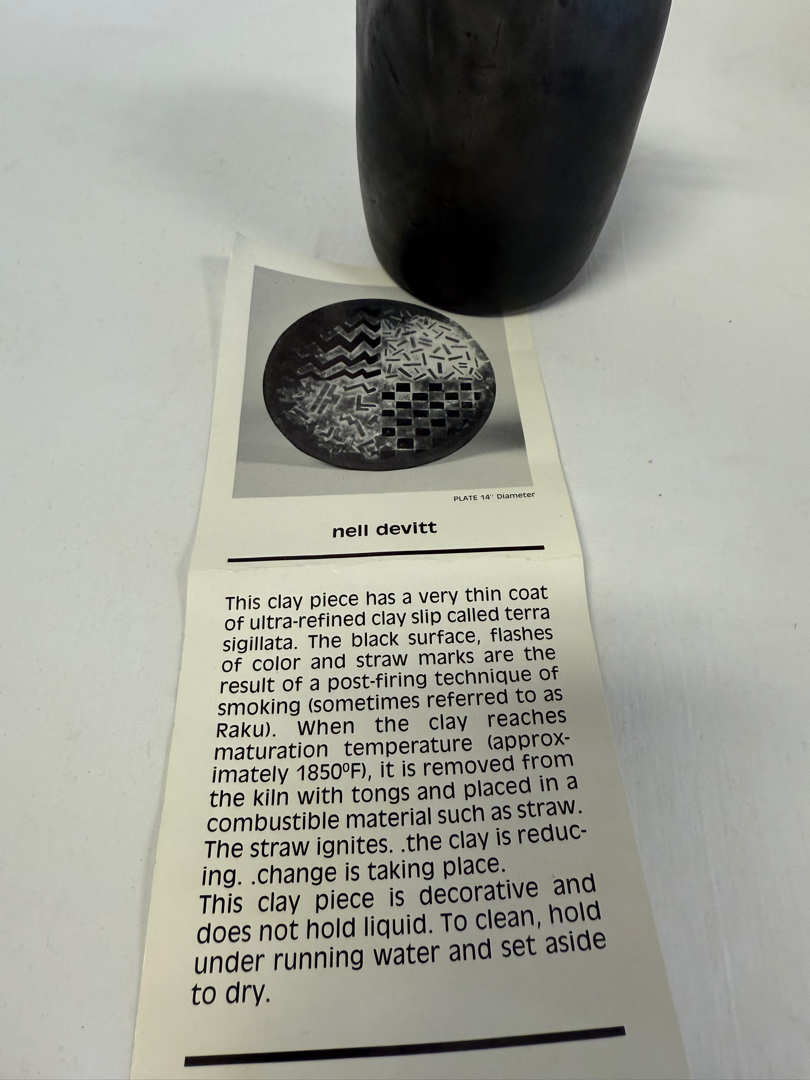 PLATE 14" Diameter
nell devitt
This clay piece has a very thin coat
of ultra-refined clay slip called terra
sigillata. The black surface, flashes
of color and straw marks are the
result of a post-firing technique of
smoking (sometimes referred to as
Raku). When the clay reaches
maturation temperature (approx-
imately 1850ºF), it is removed from
the kiln with tongs and placed in a
combustible material such as straw.
The straw ignites. .the clay is reduc-
ing. .change is taking place.
This clay piece is decorative and
does not hold liquid. To clean, hold
under running water and set aside
to dry.